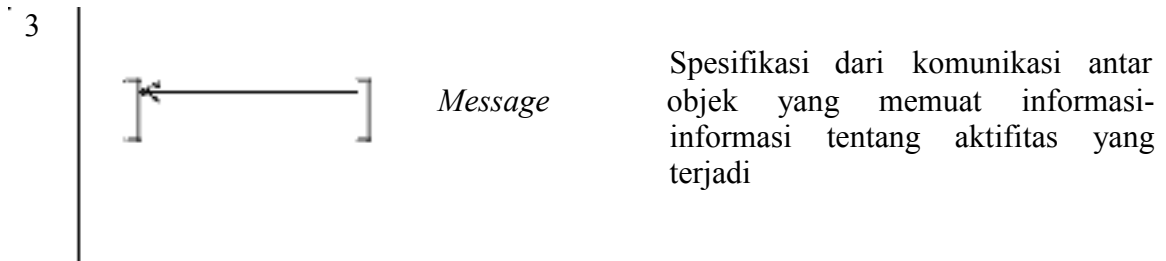 3
Message
Spesifikasi dari komunikasi antar
objek yang memuat informasi-
informasi tentang aktifitas yang
terjadi